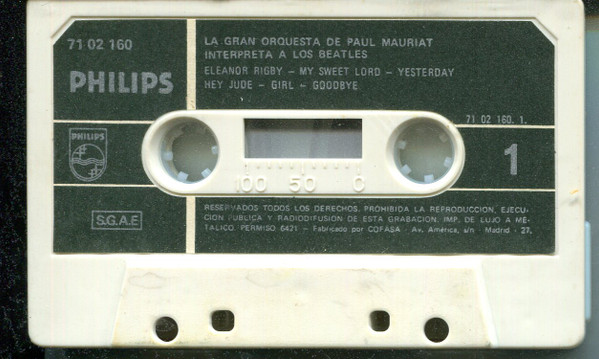 71 02 160
PHILIPS
LA GRAN ORQUESTA DE PAUL MAURIAT
INTERPRETA A LOS BEATLES
ELEANOR RIGBY – MY SWEET LORD – YESTERDAY
HEY JUDE – GIRL – GOODBYE
71 02 160. 1.
PHILIPS
1
100 50 0
S.G.A.E
RESERVADOS TODOS LOS DERECHOS. PROHIBIDA LA REPRODUCCION, EJECU-
CION PUBLICA Y RADIODIFUSION DE ESTA GRABACION. IMP. DE LUJO A ME-
TALICO. PERMISO 6421 – Fabricado por COFASA - Av. América, s/n - Madrid - 27.